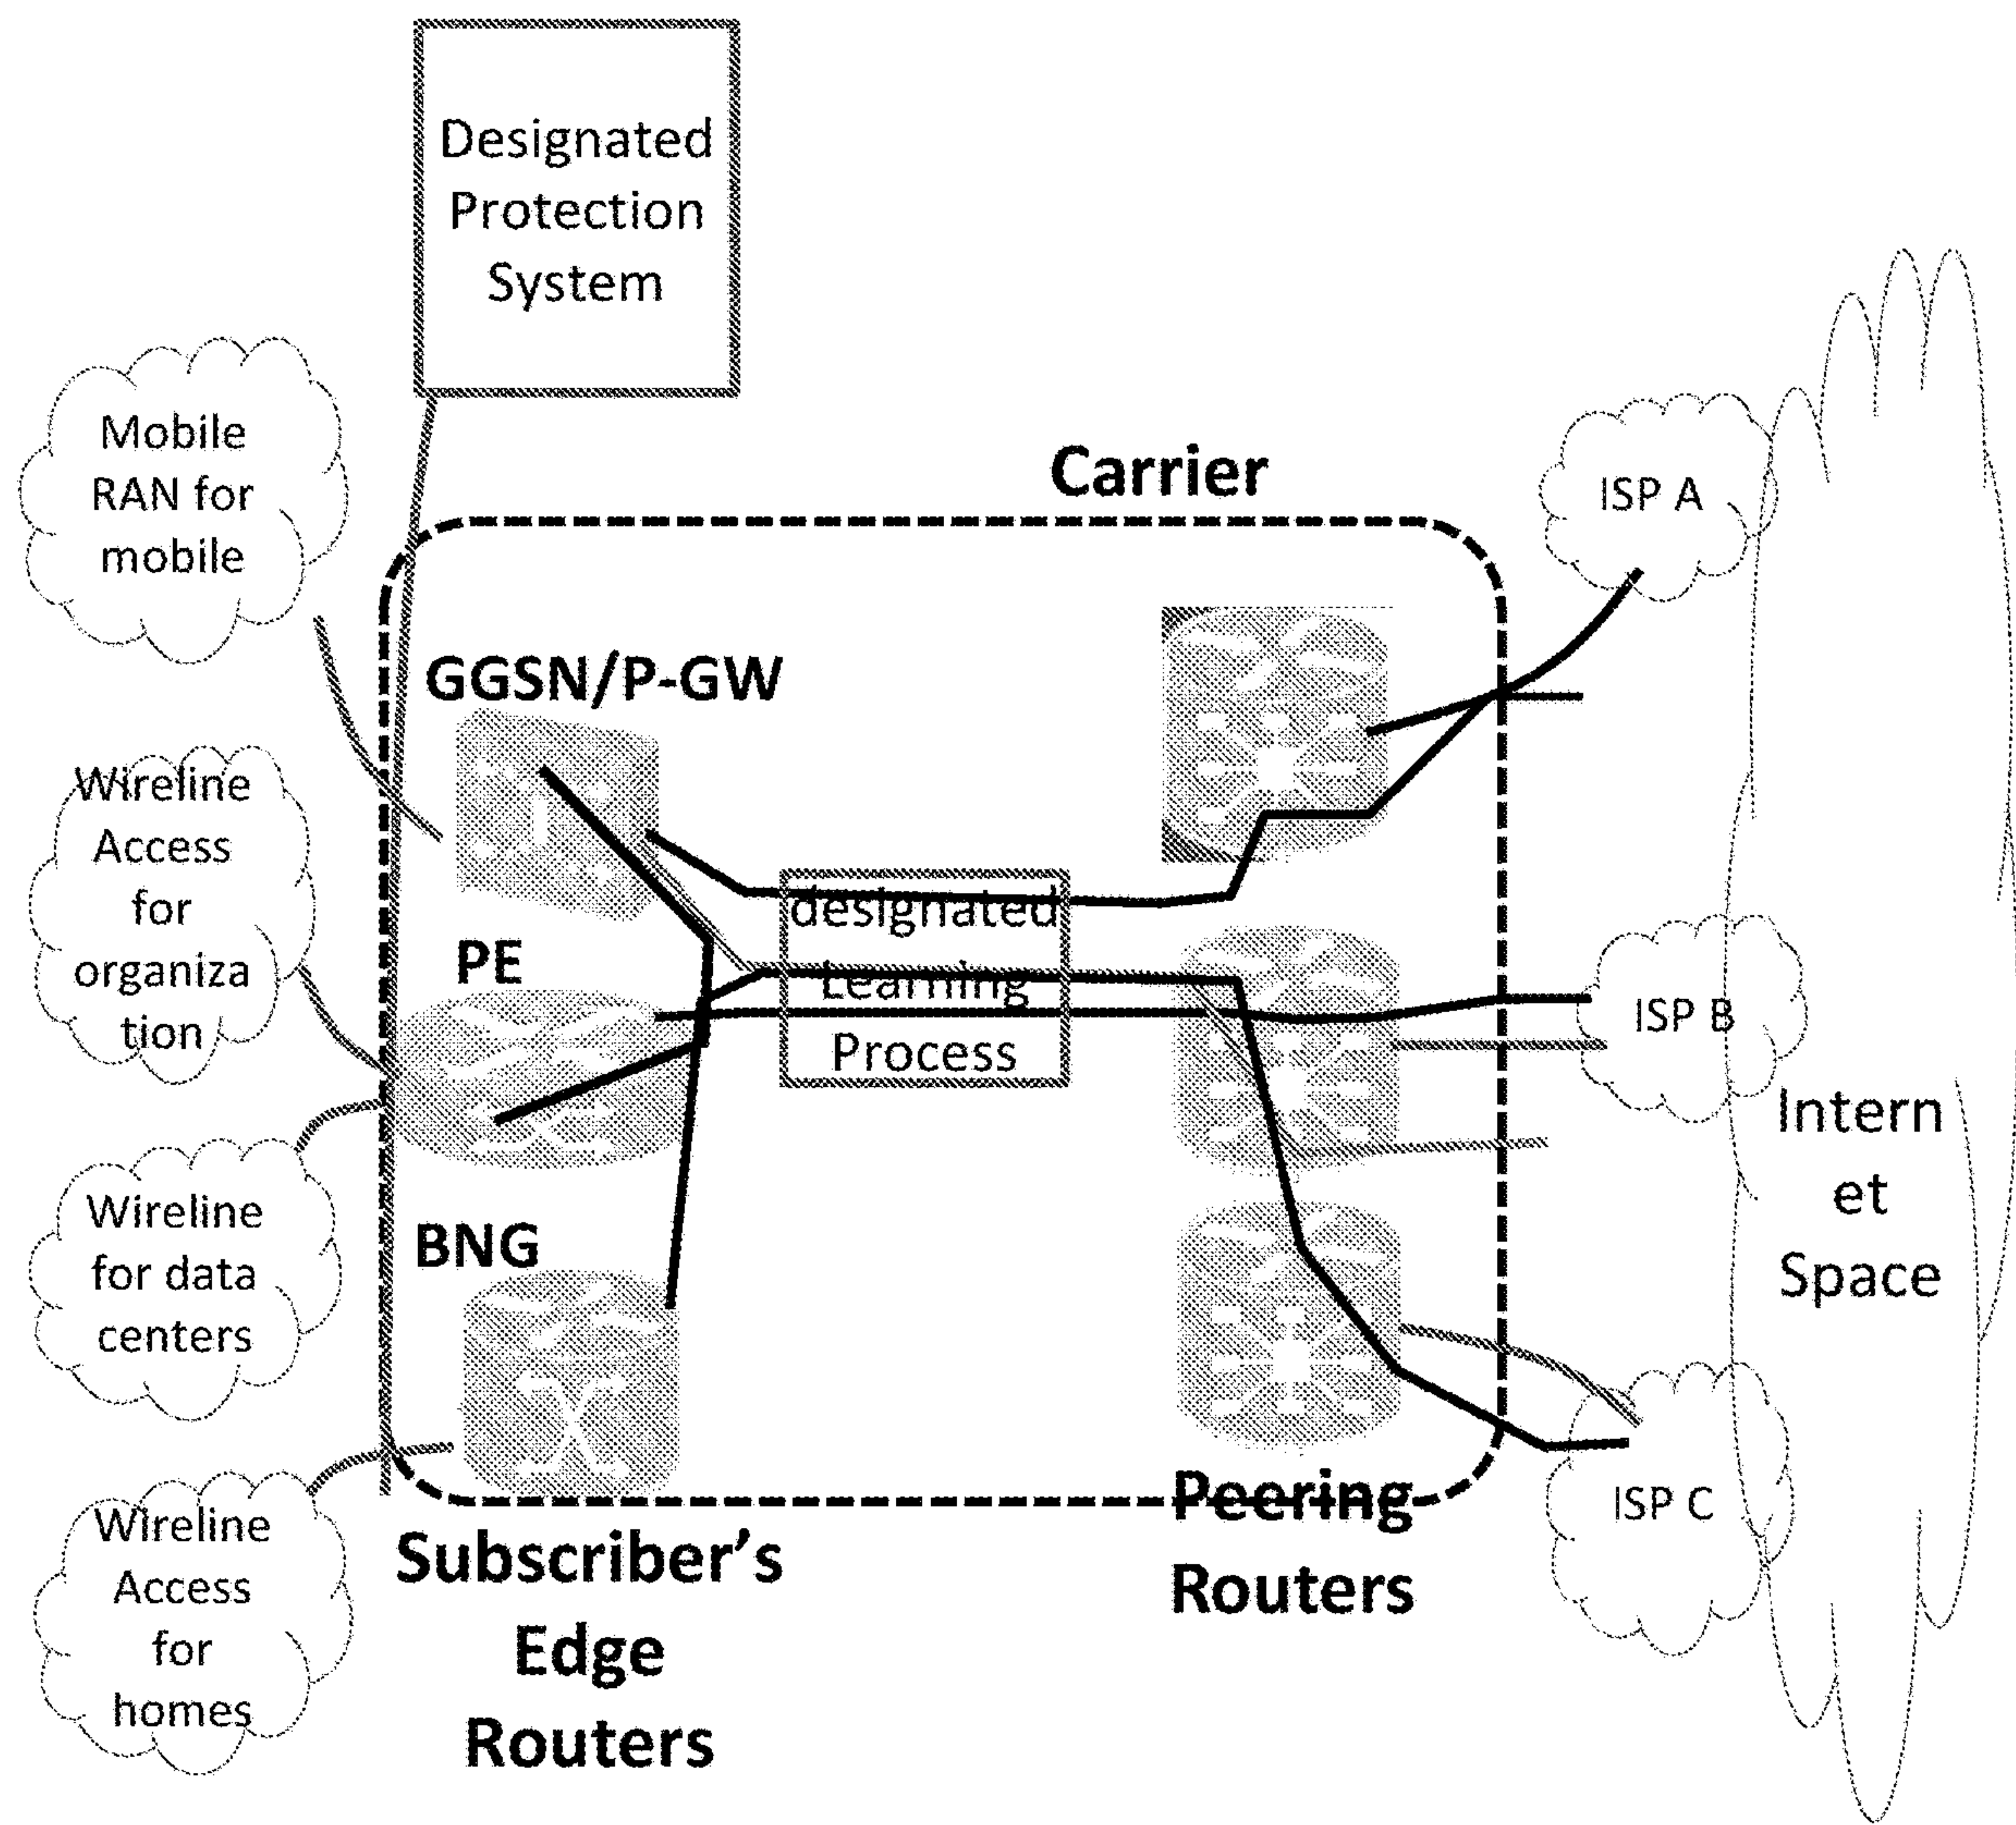 Designated
Protection
System
Mobile
RAN for
mobile
Wireline
Access
for
organiza
tion
Wireline
for data
centers
Wireline
Access
for
homes
Carrier
GGSN/P-GW
PE
BNG
designated
Learning
Process
Subscriber’s
Edge
Routers
Peering
Routers
ISP A
ISP B
ISP C
Intern
et
Space